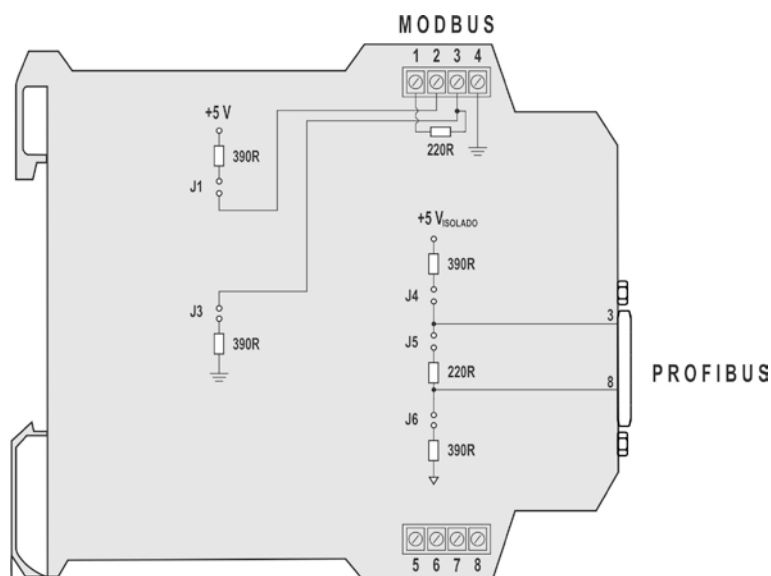 MODBUS
1 2 3 4
+5 V
390R
J1
220R
+5 VISOLADO
390R
J4
J3
390R
3
J5
220R
8
PROFIBUS
J6
390R
5 6 7 8